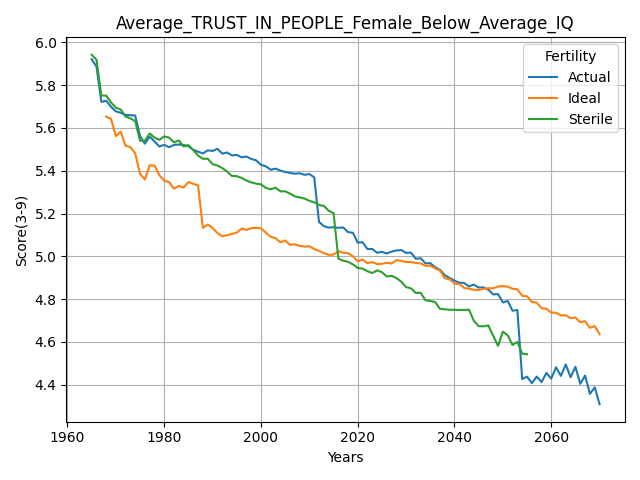 Average_TRUST_IN_PEOPLE_Female_Below_Average_IQ
6.0
5.8
5.6
5.4
5.2
5.0
4.8
4.6
4.4
Score(3-9)
Fertility
Actual
Ideal
Sterile
1960 1980 2000 2020 2040 2060
Years